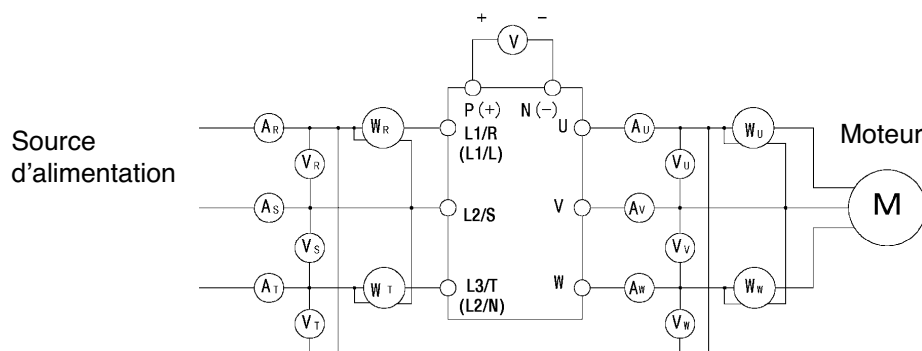 + V −
P (+) N (−)
Source
d'alimentation
AR WR L1/R
(L1/L)
U AU WU Moteur
VR VU
AS L2/S V AV M
VS VV
AT WT L3/T
(L2/N)
W AW WW
VT VW